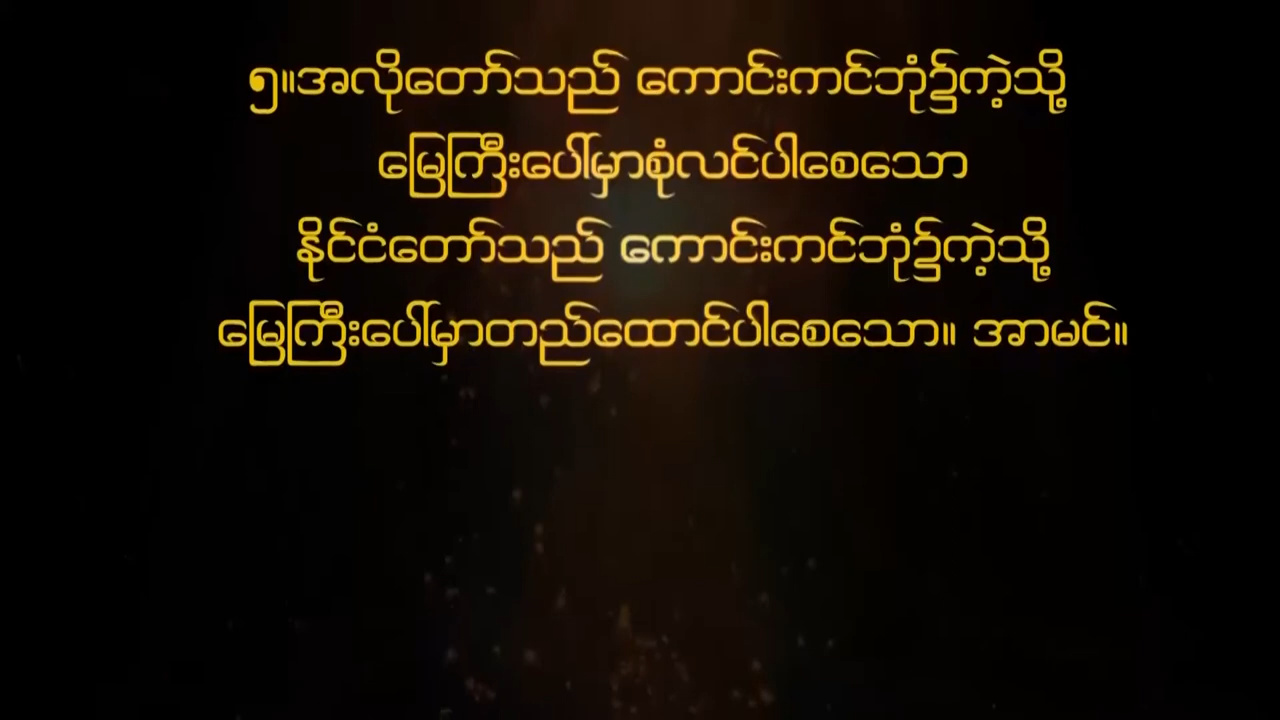 ၅။အလိုတော်သည် ကောင်းကင်ဘုံ၌ကဲ့သို့
မြေကြီးပေါ်မှာစုံလင်ပါစေသော
နိုင်ငံတော်သည် ကောင်းကင်ဘုံ၌ကဲ့သို့
မြေကြီးပေါ်မှာတည်ထောင်ပါစေသော။ အာမင်။